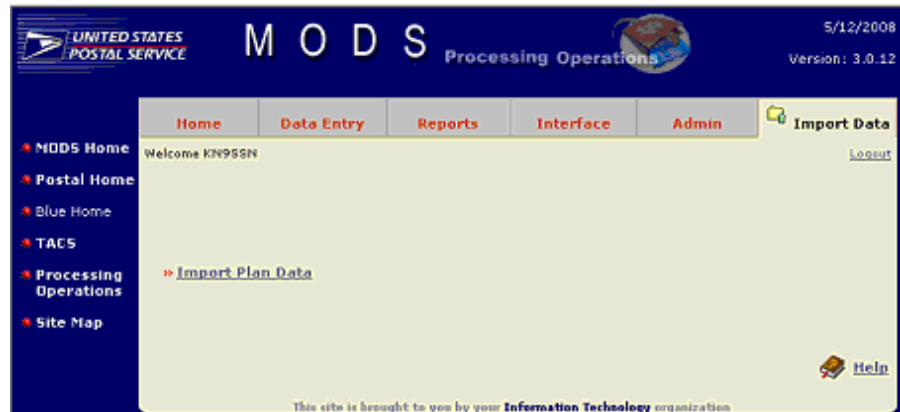 UNITED STATES
POSTAL SERVICE
MODS
Processing Operations
5/12/2008
Version: 3.0.12
Home
Data Entry
Reports
Interface
Admin
Import Data
MODS Home
Postal Home
Blue Home
TACS
Processing
Operations
Site Map
Welcome KN9SSN
Logout
» Import Plan Data
Help
This site is brought to you by your Information Technology organization